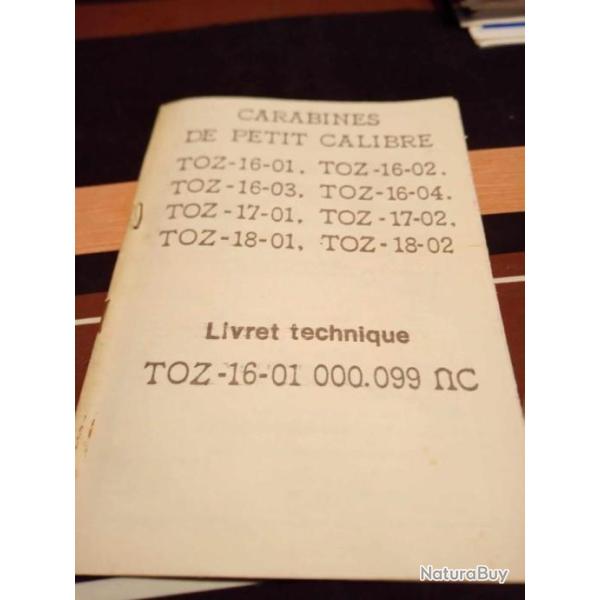 CARABINES
DE PETIT CALIBRE
TOZ-16-01, TOZ-16-02,
TOZ-16-03, TOZ-16-04,
TOZ-17-01, TOZ-17-02,
TOZ-18-01, TOZ-18-02
Livret technique
TOZ-16-01 000.099 ПС
NaturaBuy